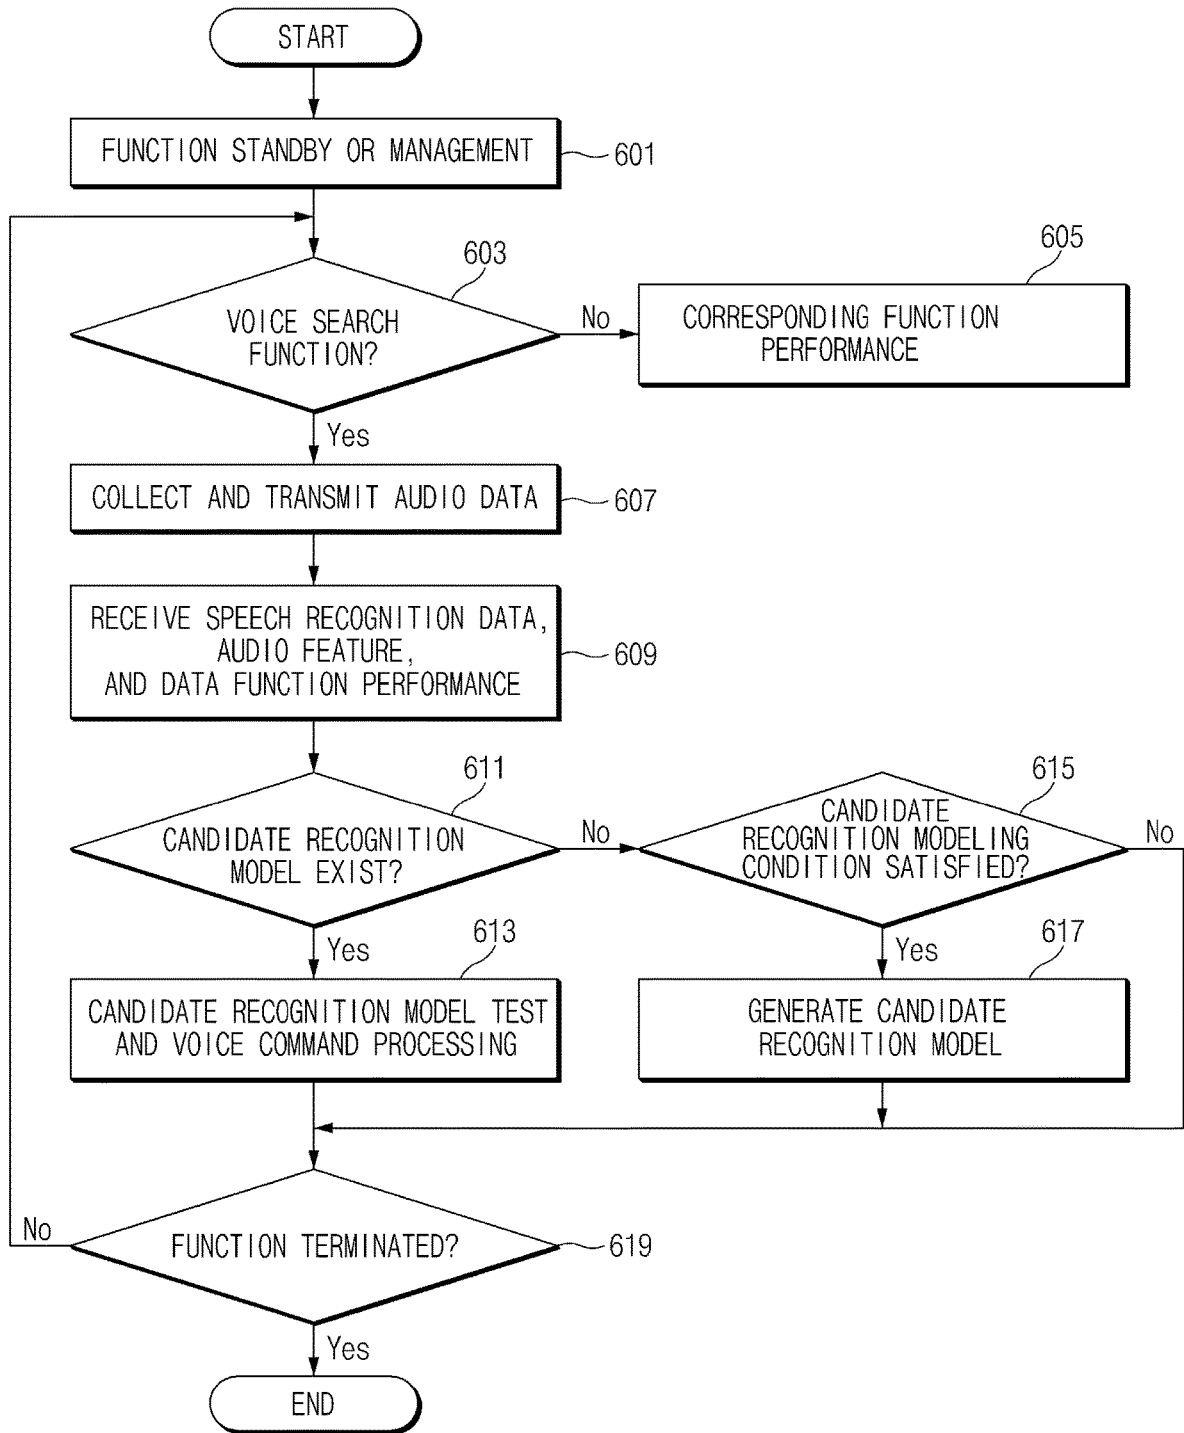 START
FUNCTION STANDBY OR MANAGEMENT
601
603
VOICE SEARCH
FUNCTION?
No
605
CORRESPONDING FUNCTION
PERFORMANCE
Yes
COLLECT AND TRANSMIT AUDIO DATA
607
RECEIVE SPEECH RECOGNITION DATA,
AUDIO FEATURE,
AND DATA FUNCTION PERFORMANCE
609
611
CANDIDATE RECOGNITION
MODEL EXIST?
No
615
CANDIDATE
RECOGNITION MODELING
CONDITION SATISFIED?
No
Yes
613
CANDIDATE RECOGNITION MODEL TEST
AND VOICE COMMAND PROCESSING
Yes
617
GENERATE CANDIDATE
RECOGNITION MODEL
No
FUNCTION TERMINATED?
619
Yes
END